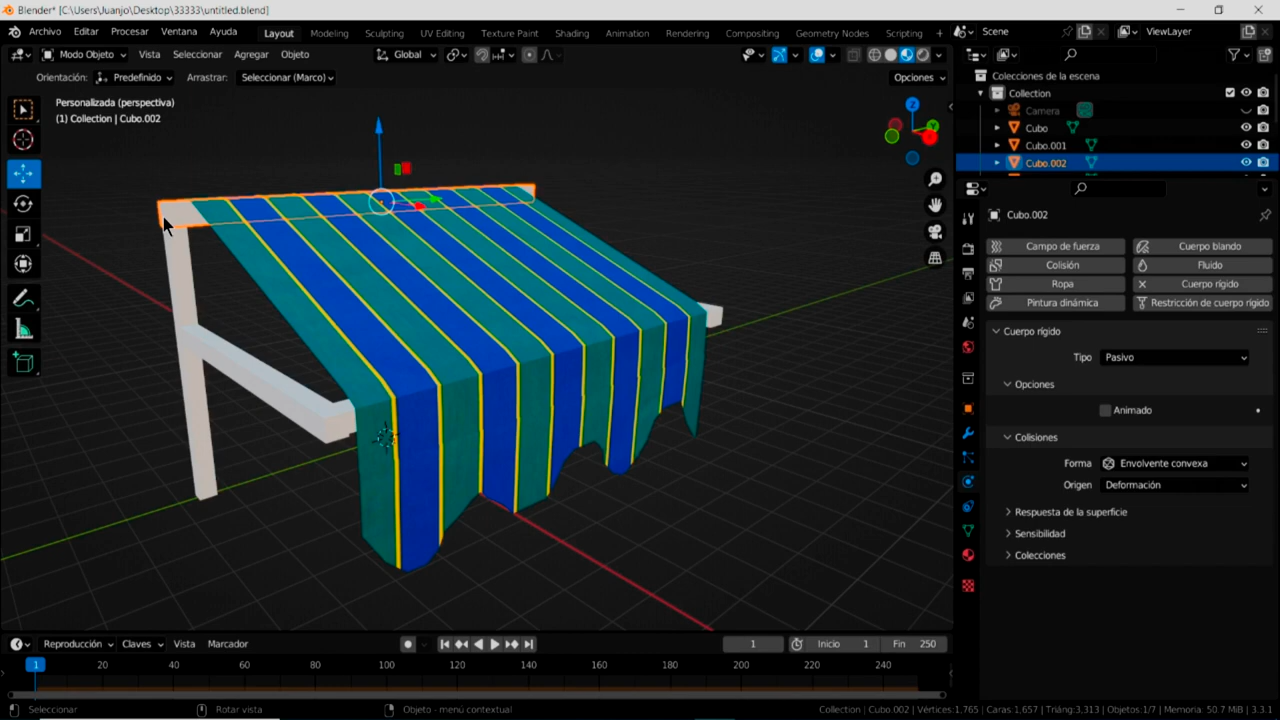 Blender* [C:\Users\Juanjo\Desktop\33333\untitled.blend]
Archivo Editar Procesar Ventana Ayuda Layout Modeling Sculpting UV Editing Texture Paint Shading Animation Rendering Compositing Geometry Nodes Scripting + Scene ViewLayer
Modo Objeto Vista Seleccionar Agregar Objeto Global
Orientación: Predefinido Arrastrar: Seleccionar (Marco) Opciones
Personalizada (perspectiva)
(1) Collection | Cubo.002
Z
Y
Colecciones de la escena
Collection
Camera
Cubo
Cubo.001
Cubo.002
Cubo.002
Campo de fuerza Cuerpo blando
Colisión Fluido
Ropa Cuerpo rígido
Pintura dinámica Restricción de cuerpo rígido
Cuerpo rígido
Tipo Pasivo
Opciones
Animado
Colisiones
Forma Envolvente convexa
Origen Deformación
Respuesta de la superficie
Sensibilidad
Colecciones
Reproducción Claves Vista Marcador 1 Inicio 1 Fin 250
1 20 40 60 80 100 120 140 160 180 200 220 240
Seleccionar Rotar vista Objeto - menú contextual Collection | Cubo.002 | Vértices:1,765 | Caras:1,657 | Triáng:3,313 | Objetos:1/7 | Memoria: 50.7 MiB | 3.3.1